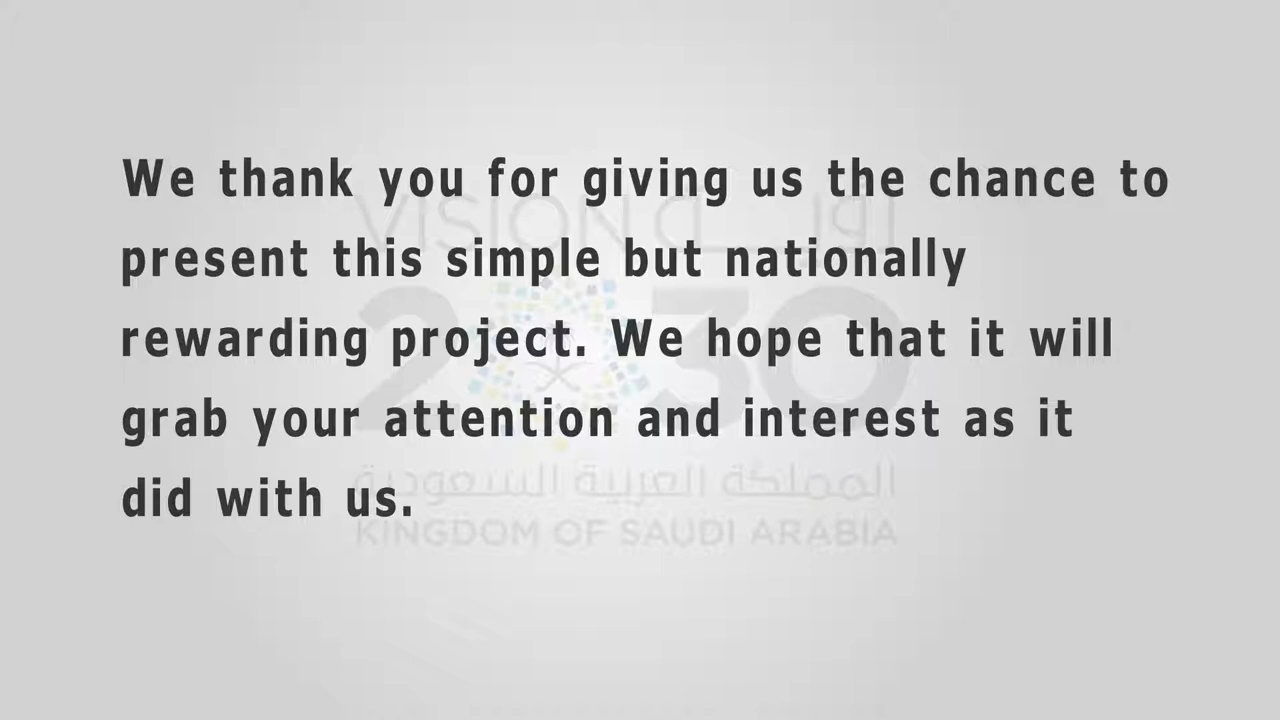 We thank you for giving us the chance to
present this simple but nationally
rewarding project. We hope that it will
grab your attention and interest as it
did with us.
VISION رؤيـــة
2030
المملكة العربية السعودية
KINGDOM OF SAUDI ARABIA